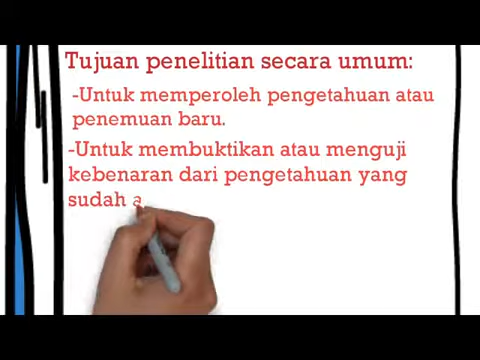 Tujuan penelitian secara umum:
-Untuk memperoleh pengetahuan atau
penemuan baru.
-Untuk membuktikan atau menguji
kebenaran dari pengetahuan yang
sudah a